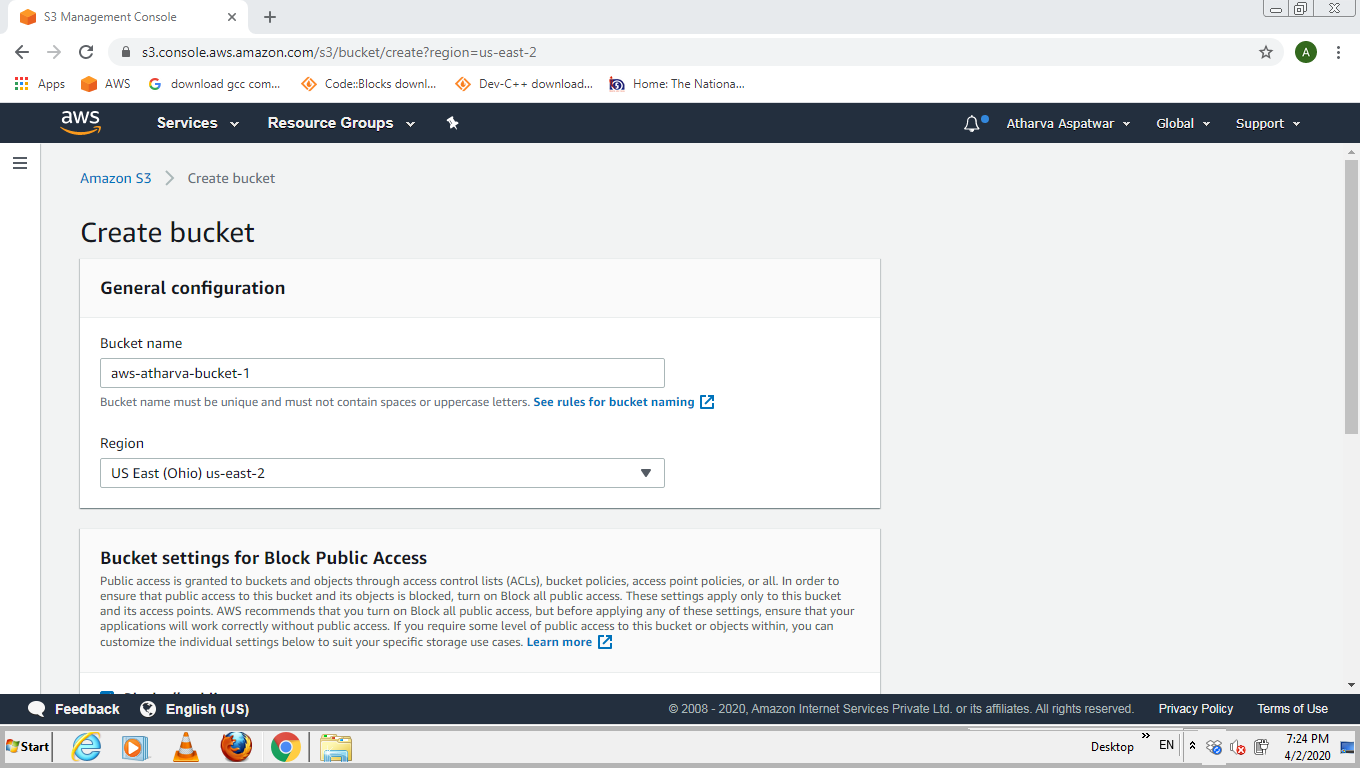 S3 Management Console
s3.console.aws.amazon.com/s3/bucket/create?region=us-east-2
A
Apps
AWS
download gcc com...
Code::Blocks downl...
Dev-C++ download...
Home: The Nationa...
aws
Services
Resource Groups
Atharva Aspatwar
Global
Support
Amazon S3
Create bucket
Create bucket
General configuration
Bucket name
aws-atharva-bucket-1
Bucket name must be unique and must not contain spaces or uppercase letters. See rules for bucket naming
Region
US East (Ohio) us-east-2
Bucket settings for Block Public Access
Public access is granted to buckets and objects through access control lists (ACLs), bucket policies, access point policies, or all. In order to
ensure that public access to this bucket and its objects is blocked, turn on Block all public access. These settings apply only to this bucket
and its access points. AWS recommends that you turn on Block all public access, but before applying any of these settings, ensure that your
applications will work correctly without public access. If you require some level of public access to this bucket or objects within, you can
customize the individual settings below to suit your specific storage use cases. Learn more
Feedback
English (US)
© 2008 - 2020, Amazon Internet Services Private Ltd. or its affiliates. All rights reserved.
Privacy Policy
Terms of Use
Start
Desktop
EN
7:24 PM
4/2/2020